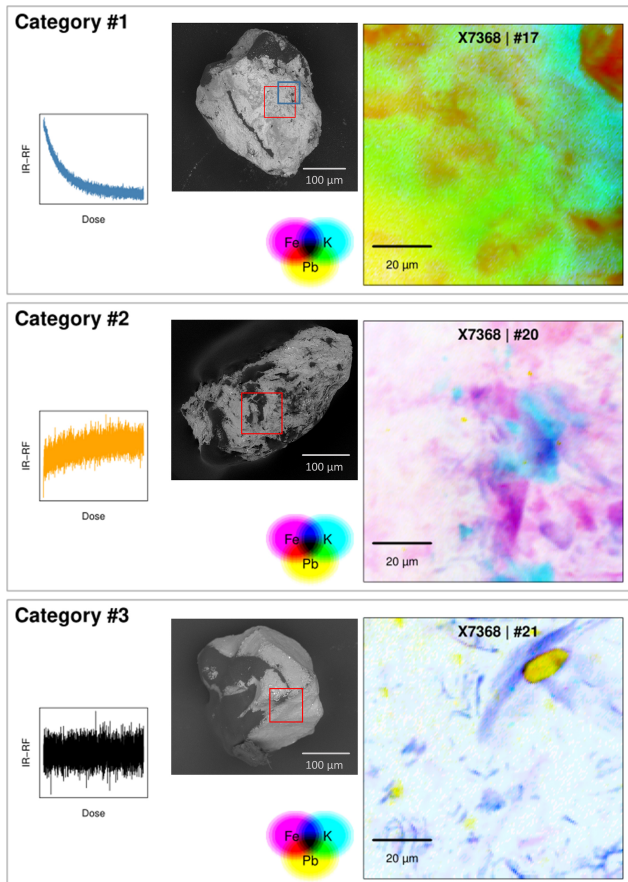 Category #1
X7368 | #17
IR−RF
Dose
100 µm
Fe K
Pb
20 µm
Category #2
X7368 | #20
IR−RF
Dose
100 µm
Fe K
Pb
20 µm
Category #3
X7368 | #21
IR−RF
Dose
100 µm
Fe K
Pb
20 µm